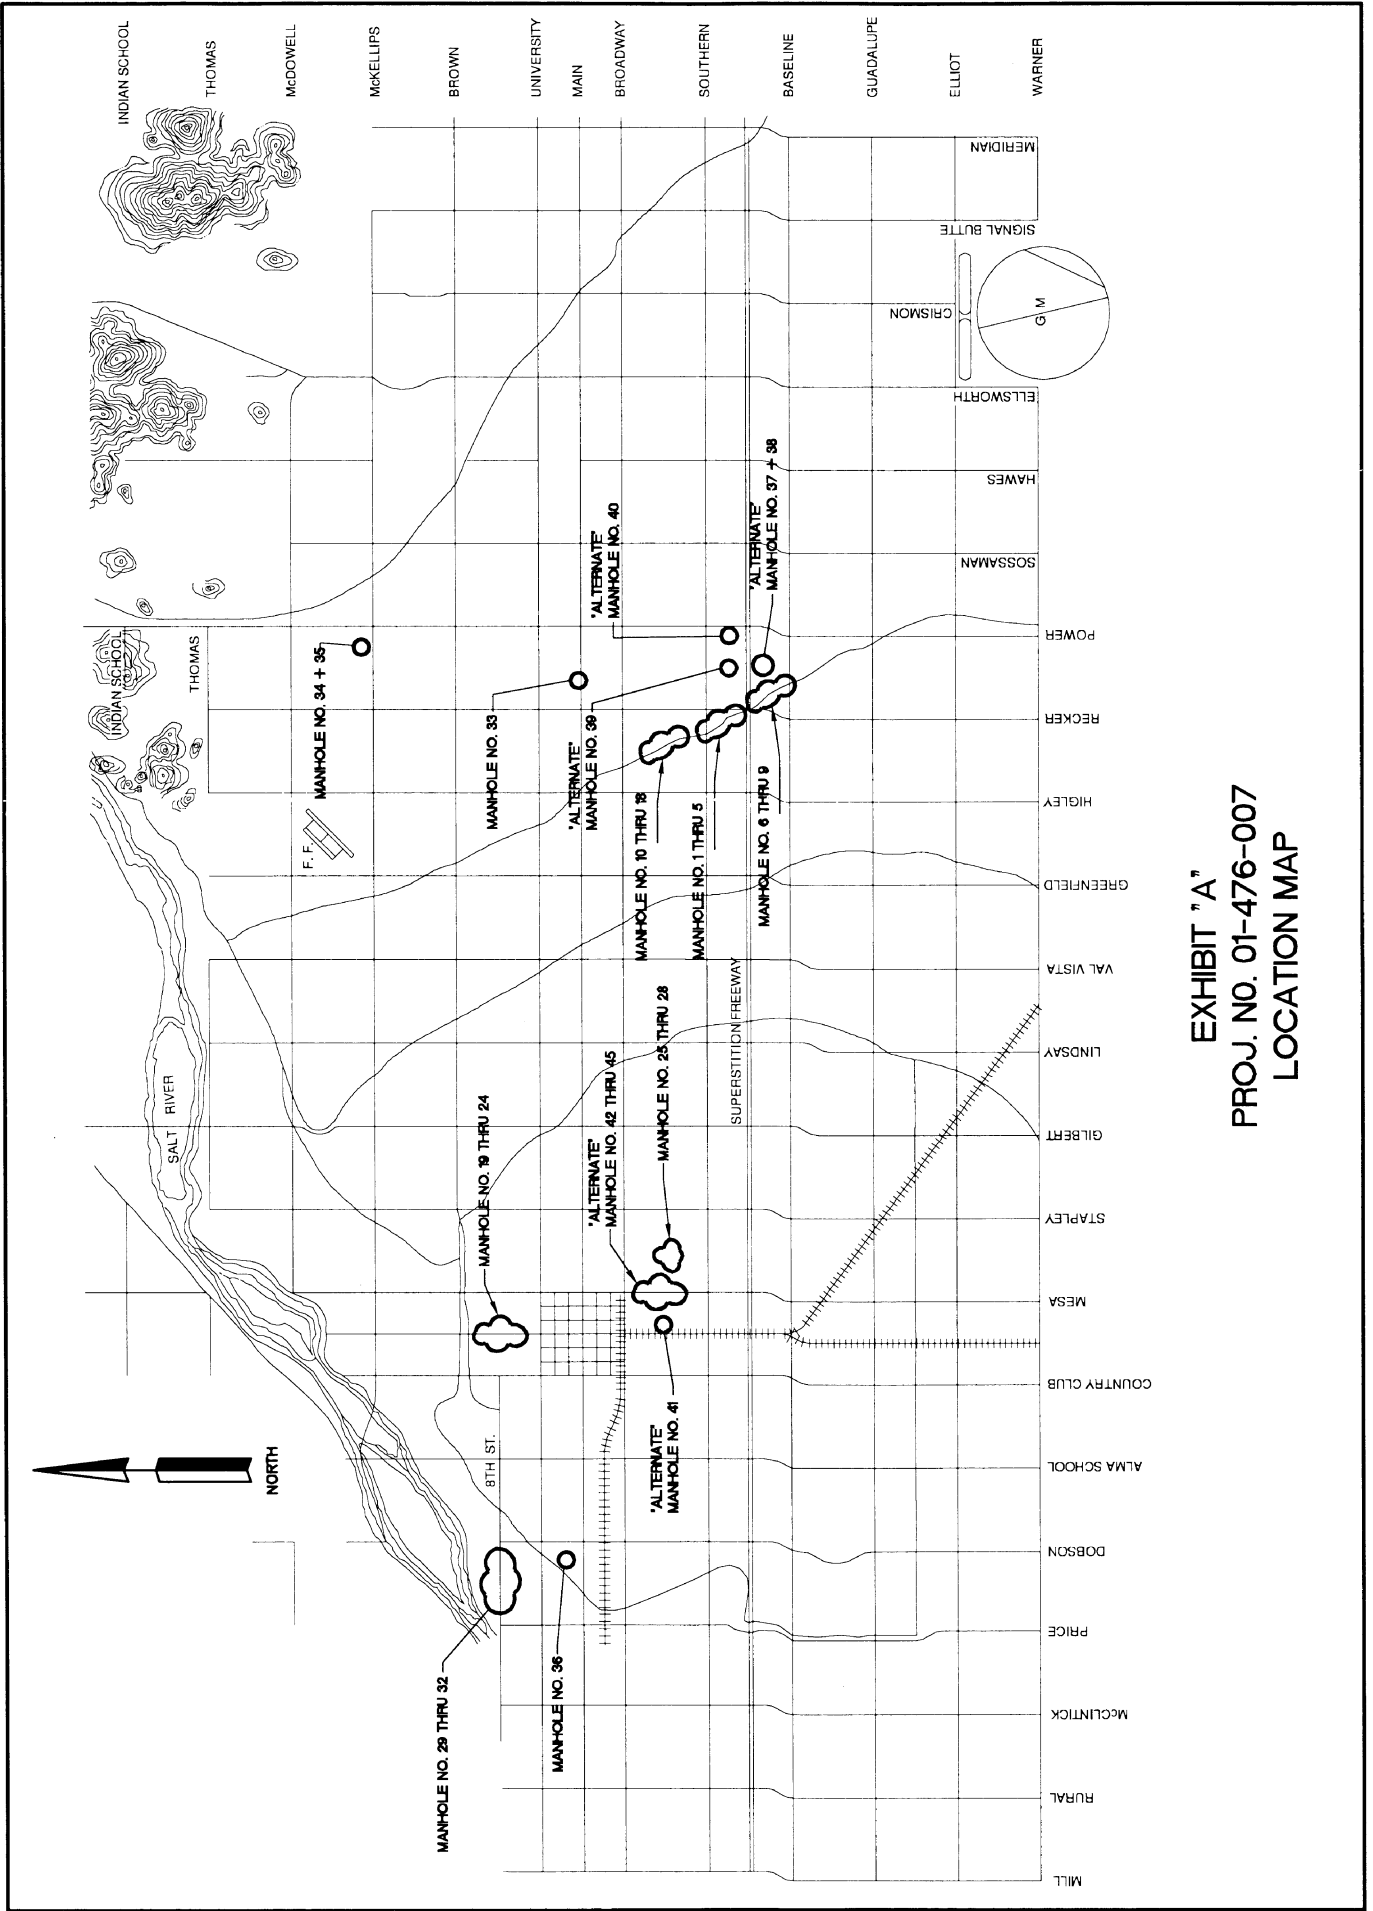 INDIAN SCHOOL
THOMAS
McDOWELL
McKELLIPS
BROWN
UNIVERSITY
MAIN
BROADWAY
SOUTHERN
BASELINE
GUADALUPE
ELLIOT
WARNER
MERIDIAN
SIGNAL BUTTE
CRISMON
G M
ELLSWORTH
HAWES
SOSSAMAN
POWER
RECKER
HIGLEY
GREENFIELD
VAL VISTA
LINDSAY
GILBERT
STAPLEY
MESA
COUNTRY CLUB
ALMA SCHOOL
DOBSON
PRICE
McCLINTICK
RURAL
MILL
INDIAN SCHOOL
THOMAS
F. F.
SALT RIVER
SUPERSTITION FREEWAY
8TH ST.
NORTH
MANHOLE NO. 34 + 35
MANHOLE NO. 33
"ALTERNATE"
MANHOLE NO. 39
"ALTERNATE"
MANHOLE NO. 40
"ALTERNATE"
MANHOLE NO. 37 + 38
MANHOLE NO. 10 THRU 18
MANHOLE NO. 1 THRU 5
MANHOLE NO. 6 THRU 9
MANHOLE NO. 19 THRU 24
"ALTERNATE"
MANHOLE NO. 42 THRU 45
MANHOLE NO. 25 THRU 28
"ALTERNATE"
MANHOLE NO. 41
MANHOLE NO. 29 THRU 32
MANHOLE NO. 36
EXHIBIT "A"
PROJ. NO. 01-476-007
LOCATION MAP